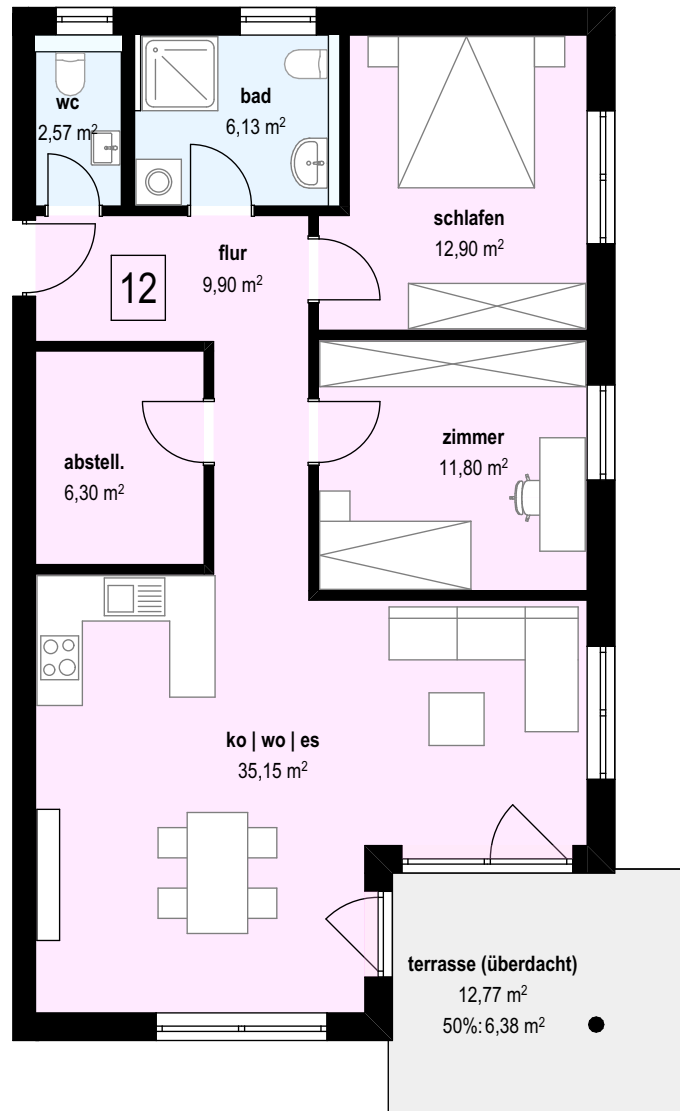 wc
2,57 m²
bad
6,13 m²
schlafen
12,90 m²
flur
9,90 m²
12
zimmer
11,80 m²
abstell.
6,30 m²
ko | wo | es
35,15 m²
terrasse (überdacht)
12,77 m²
50%: 6,38 m²